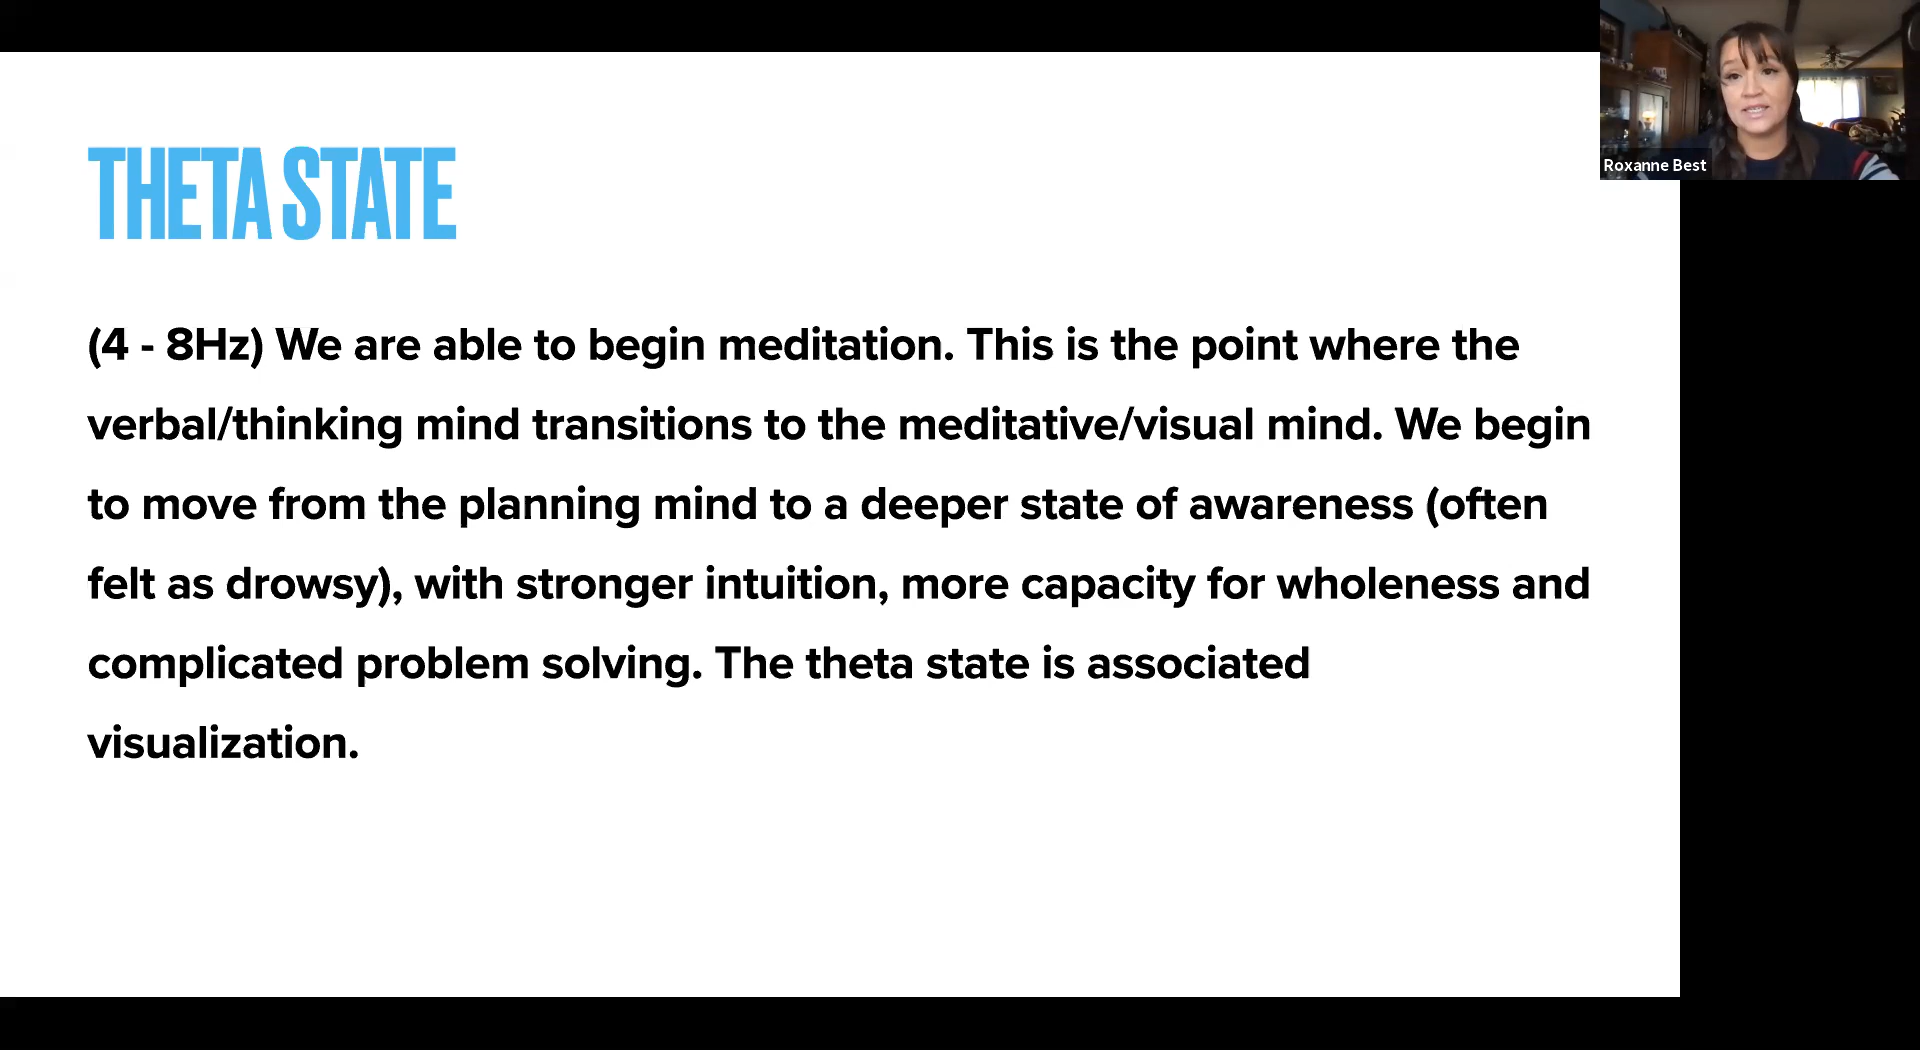 THETA STATE
(4 - 8Hz) We are able to begin meditation. This is the point where the
verbal/thinking mind transitions to the meditative/visual mind. We begin
to move from the planning mind to a deeper state of awareness (often
felt as drowsy), with stronger intuition, more capacity for wholeness and
complicated problem solving. The theta state is associated
visualization.
Roxanne Best